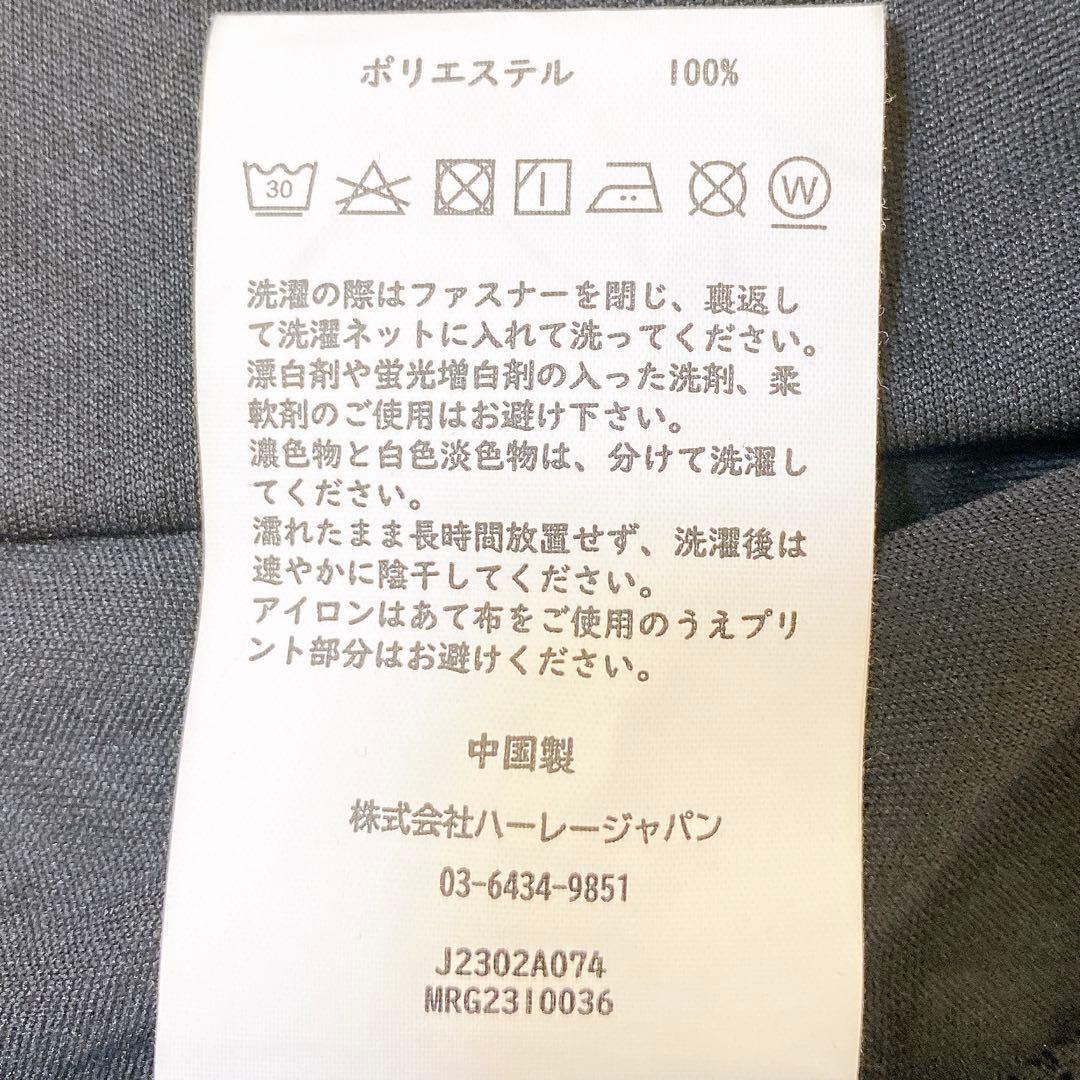 ポリエステル 100%
30 W
洗濯の際はファスナーを閉じ、裏返し
て洗濯ネットに入れて洗ってください。
漂白剤や蛍光増白剤の入った洗剤、柔
軟剤のご使用はお避け下さい。
濃色物と白色淡色物は、分けて洗濯し
てください。
濡れたまま長時間放置せず、洗濯後は
速やかに陰干してください。
アイロンはあて布をご使用のうえプリ
ント部分はお避けください。
中国製
株式会社ハーレージャパン
03-6434-9851
J2302A074
MRG2310036